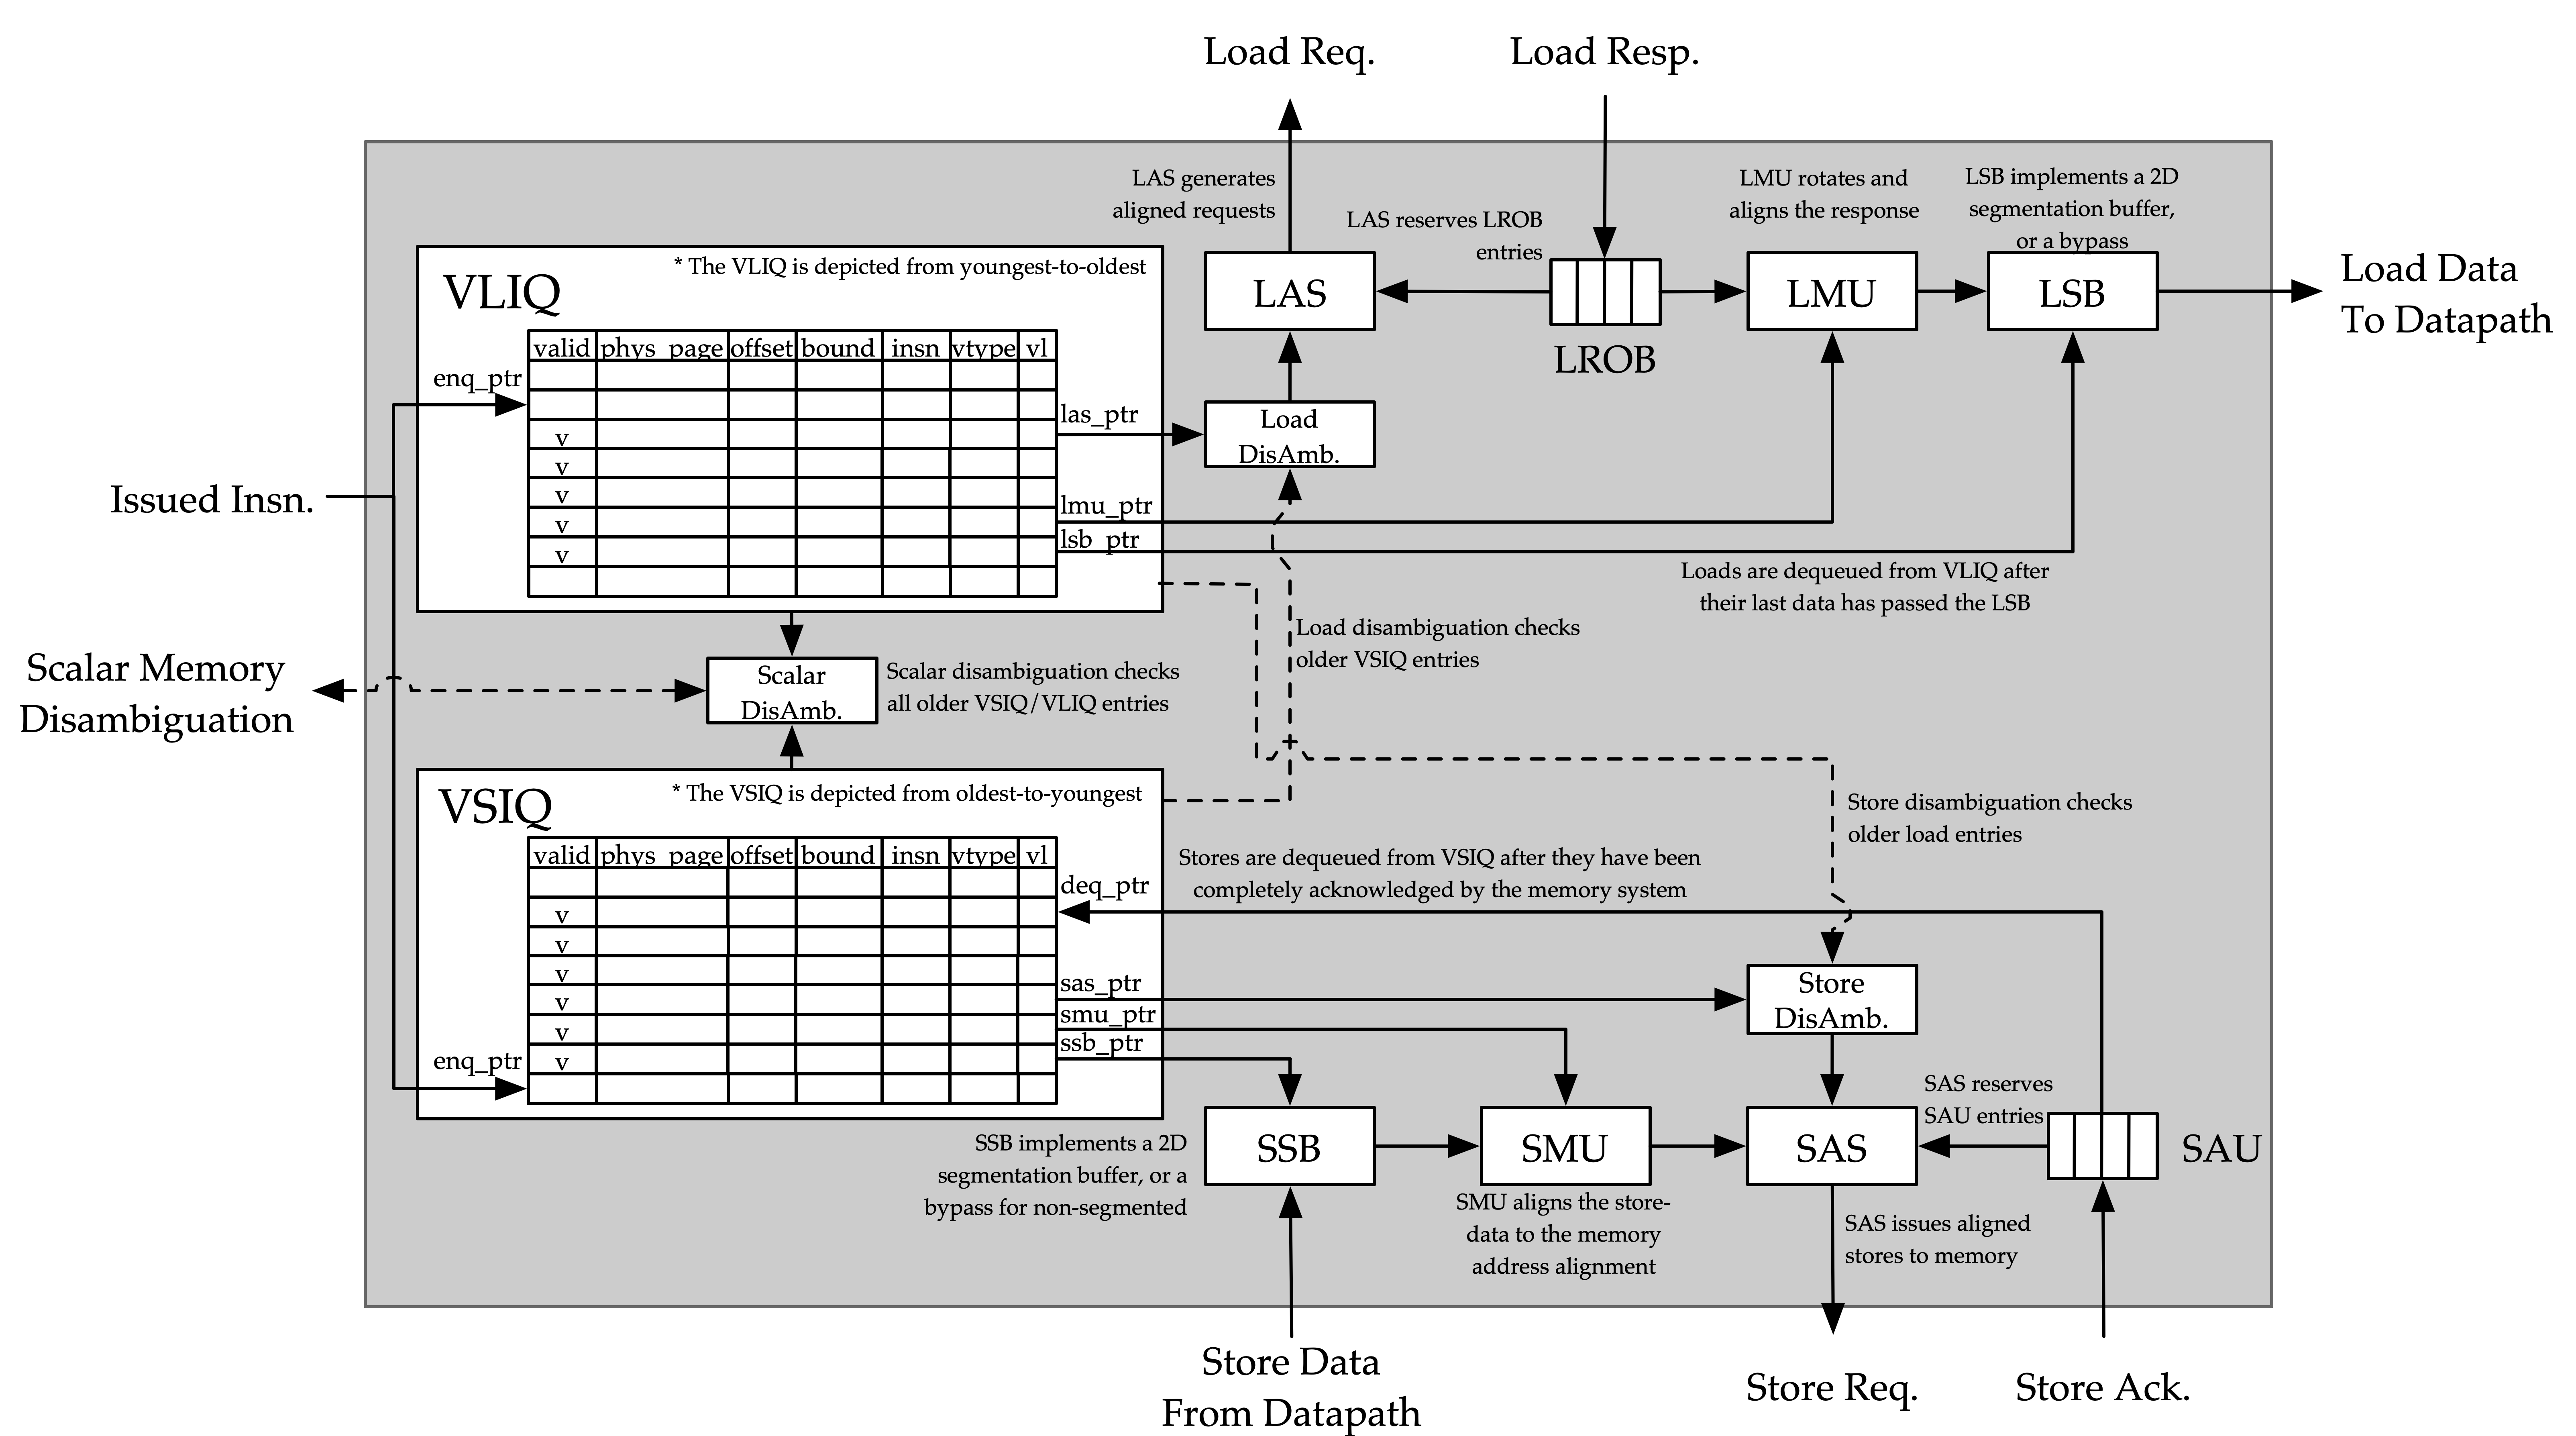 Load Req.
Load Resp.
LAS generates
aligned requests
LAS reserves LROB
entries
LMU rotates and
aligns the response
LSB implements a 2D
segmentation buffer,
or a bypass
VLIQ
* The VLIQ is depicted from youngest-to-oldest
LAS
LROB
LMU
LSB
Load Data
To Datapath
valid phys_page offset bound insn vtype vl
enq_ptr
v
v
v
v
v
las_ptr
lmu_ptr
lsb_ptr
Load
DisAmb.
Issued Insn.
Loads are dequeued from VLIQ after
their last data has passed the LSB
Load disambiguation checks
older VSIQ entries
Scalar Memory
Disambiguation
Scalar
DisAmb.
Scalar disambiguation checks
all older VSIQ/VLIQ entries
VSIQ
* The VSIQ is depicted from oldest-to-youngest
Store disambiguation checks
older load entries
valid phys_page offset bound insn vtype vl
Stores are dequeued from VSIQ after they have been
completely acknowledged by the memory system
deq_ptr
v
v
v
v
v
v
sas_ptr
smu_ptr
ssb_ptr
enq_ptr
Store
DisAmb.
SAS reserves
SAU entries
SSB
SMU
SAS
SAU
SSB implements a 2D
segmentation buffer, or a
bypass for non-segmented
SMU aligns the store-
data to the memory
address alignment
SAS issues aligned
stores to memory
Store Data
From Datapath
Store Req.
Store Ack.